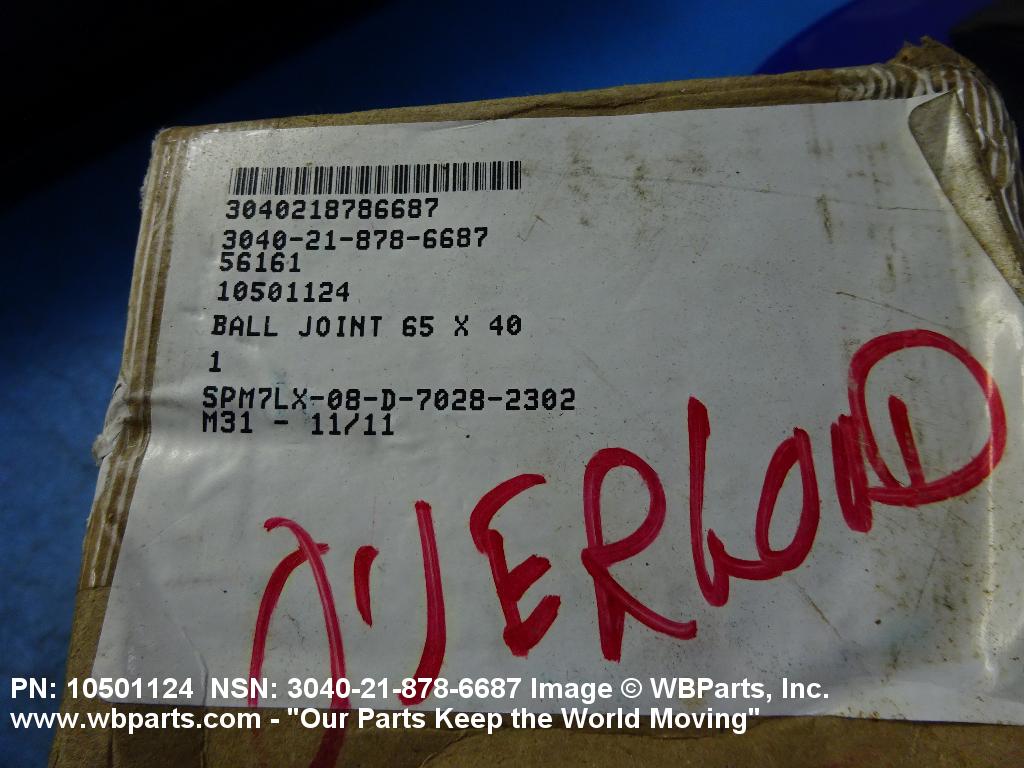 3040218786687
3040-21-878-6687
56161
10501124
BALL JOINT 65 X 40
1
SPM7LX-08-D-7028-2302
M31 - 11/11
PN: 10501124 NSN: 3040-21-878-6687 Image © WBParts, Inc.
www.wbparts.com - "Our Parts Keep the World Moving"